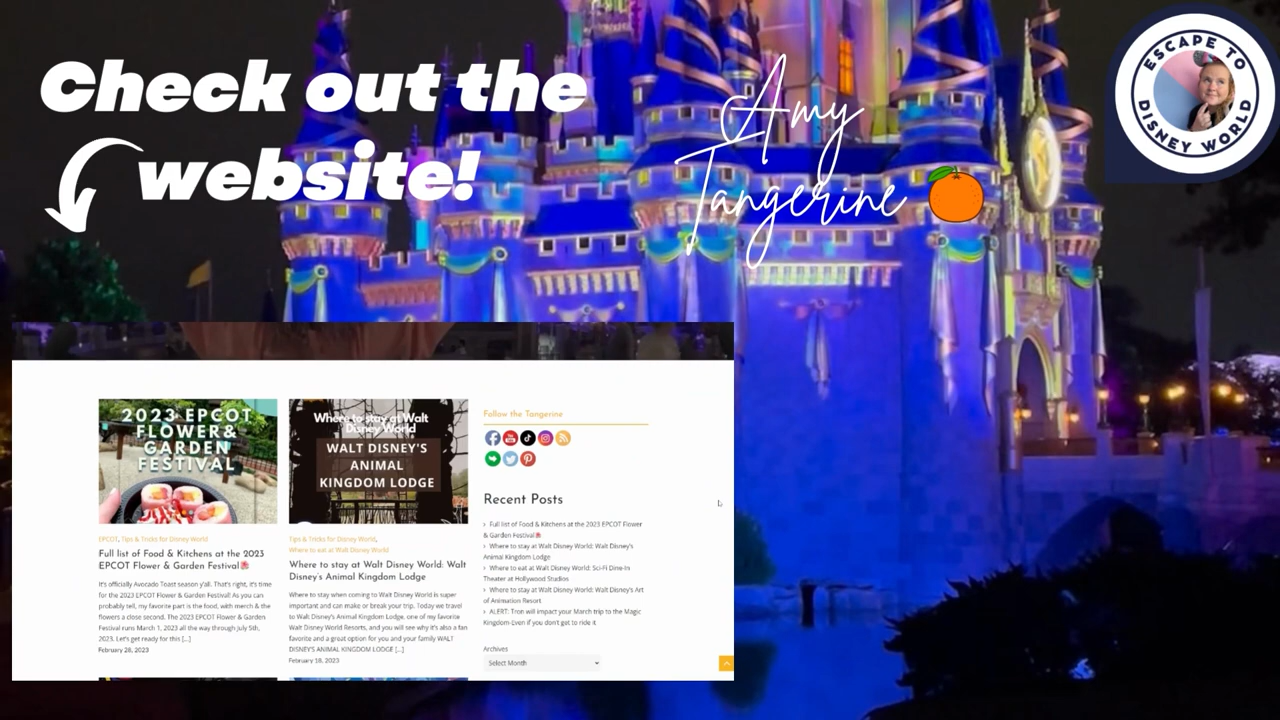 Check out the
website!
Amy
Tangerine
ESCAPE TO
DISNEY WORLD
2023 EPCOT
FLOWER&
GARDEN
FESTIVAL
EPCOT, Tips & Tricks for Disney World
Full list of Food & Kitchens at the 2023
EPCOT Flower & Garden Festival🌺
It's officially Avocado Toast season y'all. That's right, it's time
for the 2023 EPCOT Flower & Garden Festival! As you can
probably tell, my favorite part is the food, with merch & the
flowers a close second. The 2023 EPCOT Flower & Garden
Festival runs March 1, 2023 all the way through July 5th,
2023. Let's get ready for this [...]
February 28, 2023
Where to stay at Walt
Disney World
WALT DISNEY'S
ANIMAL
KINGDOM LODGE
Tips & Tricks for Disney World,
Where to eat at Walt Disney World
Where to stay at Walt Disney World: Walt
Disney's Animal Kingdom Lodge
Where to stay when coming to Walt Disney World is super
important and can make or break your trip. Today we travel
to Walt Disney's Animal Kingdom Lodge, one of my favorite
Walt Disney World Resorts, and you will see why it's also a fan
favorite and a great option for you and your family WALT
DISNEY'S ANIMAL KINGDOM LODGE [...]
February 18, 2023
Follow the Tangerine
Recent Posts
Full list of Food & Kitchens at the 2023 EPCOT Flower
& Garden Festival🌺
Where to stay at Walt Disney World: Walt Disney's
Animal Kingdom Lodge
Where to eat at Walt Disney World: Sci-Fi Dine-In
Theater at Hollywood Studios
Where to stay at Walt Disney World: Walt Disney's Art
of Animation Resort
ALERT: Tron will impact your March trip to the Magic
Kingdom-Even if you don't get to ride it
Archives
Select Month